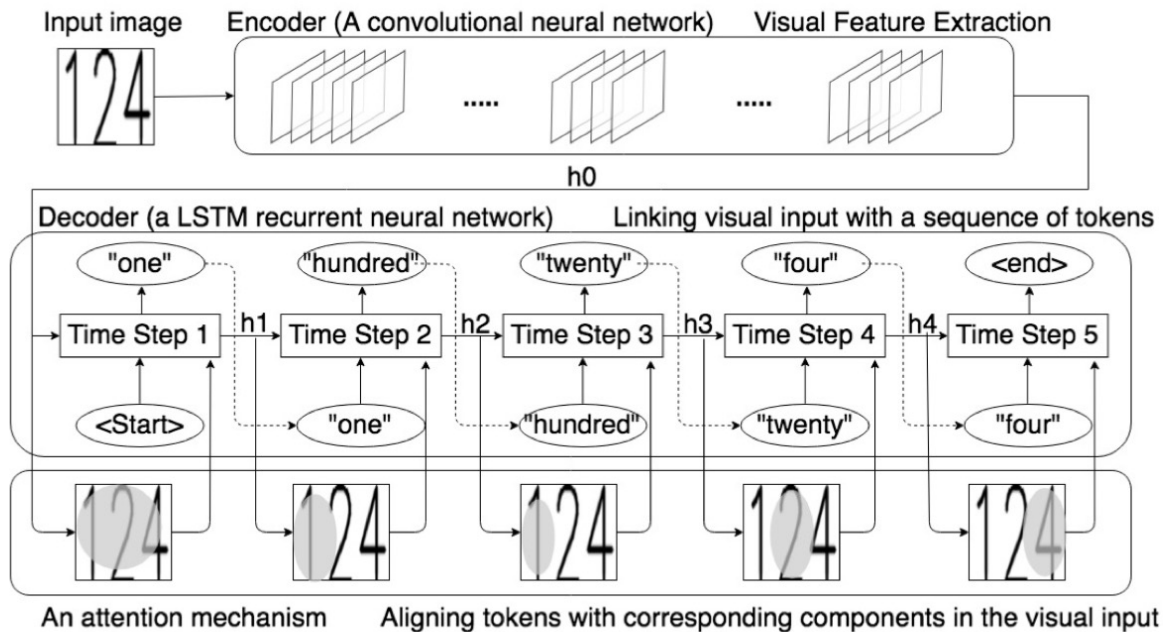 Input image Encoder (A convolutional neural network) Visual Feature Extraction
124 ..... .....
h0
Decoder (a LSTM recurrent neural network) Linking visual input with a sequence of tokens
"one" "hundred" "twenty" "four" <end>
Time Step 1 h1 Time Step 2 h2 Time Step 3 h3 Time Step 4 h4 Time Step 5
<Start> "one" "hundred" "twenty" "four"
124 124 124 124 124
An attention mechanism Aligning tokens with corresponding components in the visual input